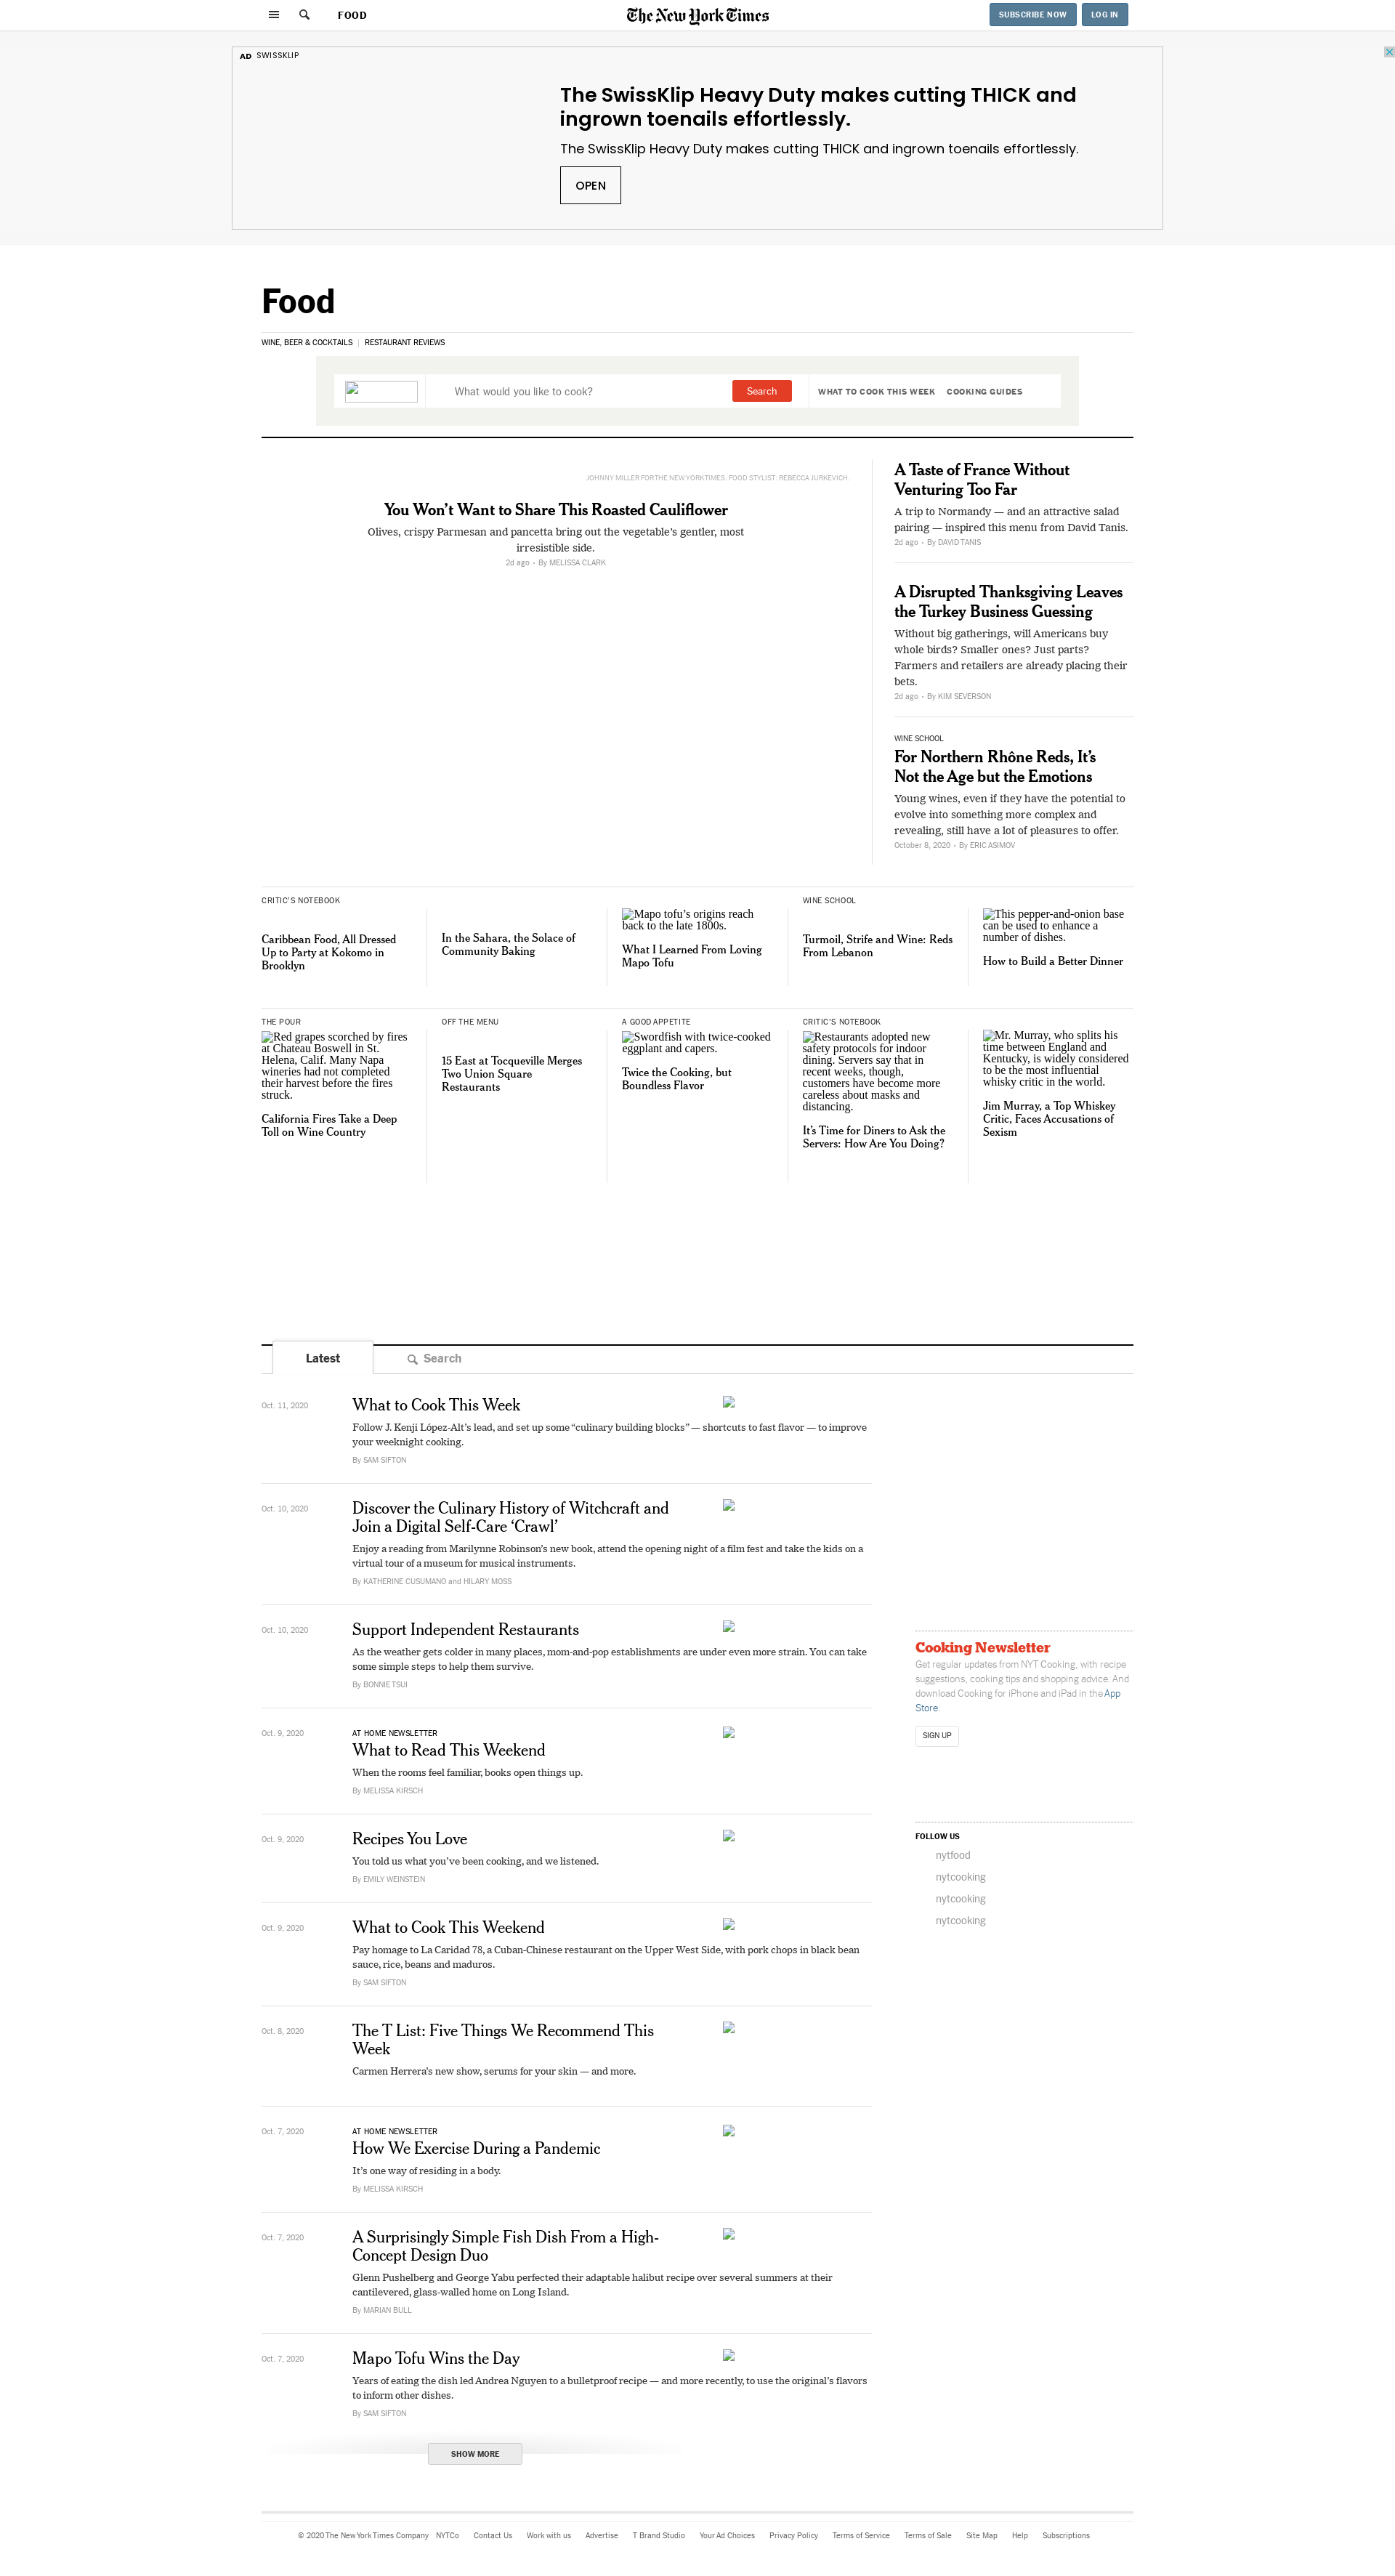 FOOD
The New York Times
SUBSCRIBE NOW
LOG IN
AD SWISSKLIP
The SwissKlip Heavy Duty makes cutting THICK and
ingrown toenails effortlessly.
The SwissKlip Heavy Duty makes cutting THICK and ingrown toenails effortlessly.
OPEN
Food
WINE, BEER & COCKTAILS | RESTAURANT REVIEWS
What would you like to cook?
Search
WHAT TO COOK THIS WEEK
COOKING GUIDES
JOHNNY MILLER FOR THE NEW YORK TIMES. FOOD STYLIST: REBECCA JURKEVICH.
You Won’t Want to Share This Roasted Cauliflower
Olives, crispy Parmesan and pancetta bring out the vegetable’s gentler, most
irresistible side.
2d ago • By MELISSA CLARK
A Taste of France Without
Venturing Too Far
A trip to Normandy — and an attractive salad
pairing — inspired this menu from David Tanis.
2d ago • By DAVID TANIS
A Disrupted Thanksgiving Leaves
the Turkey Business Guessing
Without big gatherings, will Americans buy
whole birds? Smaller ones? Just parts?
Farmers and retailers are already placing their
bets.
2d ago • By KIM SEVERSON
WINE SCHOOL
For Northern Rhône Reds, It’s
Not the Age but the Emotions
Young wines, even if they have the potential to
evolve into something more complex and
revealing, still have a lot of pleasures to offer.
October 8, 2020 • By ERIC ASIMOV
CRITIC’S NOTEBOOK
Caribbean Food, All Dressed
Up to Party at Kokomo in
Brooklyn
In the Sahara, the Solace of
Community Baking
Mapo tofu’s origins reach
back to the late 1800s.
What I Learned From Loving
Mapo Tofu
WINE SCHOOL
Turmoil, Strife and Wine: Reds
From Lebanon
This pepper-and-onion base
can be used to enhance a
number of dishes.
How to Build a Better Dinner
THE POUR
Red grapes scorched by fires
at Chateau Boswell in St.
Helena, Calif. Many Napa
wineries had not completed
their harvest before the fires
struck.
California Fires Take a Deep
Toll on Wine Country
OFF THE MENU
15 East at Tocqueville Merges
Two Union Square
Restaurants
A GOOD APPETITE
Swordfish with twice-cooked
eggplant and capers.
Twice the Cooking, but
Boundless Flavor
CRITIC’S NOTEBOOK
Restaurants adopted new
safety protocols for indoor
dining. Servers say that in
recent weeks, though,
customers have become more
careless about masks and
distancing.
It’s Time for Diners to Ask the
Servers: How Are You Doing?
Mr. Murray, who splits his
time between England and
Kentucky, is widely considered
to be the most influential
whisky critic in the world.
Jim Murray, a Top Whiskey
Critic, Faces Accusations of
Sexism
Latest
Search
Oct. 11, 2020
What to Cook This Week
Follow J. Kenji López-Alt’s lead, and set up some “culinary building blocks” — shortcuts to fast flavor — to improve
your weeknight cooking.
By SAM SIFTON
Oct. 10, 2020
Discover the Culinary History of Witchcraft and
Join a Digital Self-Care ‘Crawl’
Enjoy a reading from Marilynne Robinson’s new book, attend the opening night of a film fest and take the kids on a
virtual tour of a museum for musical instruments.
By KATHERINE CUSUMANO and HILARY MOSS
Oct. 10, 2020
Support Independent Restaurants
As the weather gets colder in many places, mom-and-pop establishments are under even more strain. You can take
some simple steps to help them survive.
By BONNIE TSUI
Oct. 9, 2020
AT HOME NEWSLETTER
What to Read This Weekend
When the rooms feel familiar, books open things up.
By MELISSA KIRSCH
Oct. 9, 2020
Recipes You Love
You told us what you’ve been cooking, and we listened.
By EMILY WEINSTEIN
Oct. 9, 2020
What to Cook This Weekend
Pay homage to La Caridad 78, a Cuban-Chinese restaurant on the Upper West Side, with pork chops in black bean
sauce, rice, beans and maduros.
By SAM SIFTON
Oct. 8, 2020
The T List: Five Things We Recommend This
Week
Carmen Herrera’s new show, serums for your skin — and more.
Oct. 7, 2020
AT HOME NEWSLETTER
How We Exercise During a Pandemic
It’s one way of residing in a body.
By MELISSA KIRSCH
Oct. 7, 2020
A Surprisingly Simple Fish Dish From a High-
Concept Design Duo
Glenn Pushelberg and George Yabu perfected their adaptable halibut recipe over several summers at their
cantilevered, glass-walled home on Long Island.
By MARIAN BULL
Oct. 7, 2020
Mapo Tofu Wins the Day
Years of eating the dish led Andrea Nguyen to a bulletproof recipe — and more recently, to use the original’s flavors
to inform other dishes.
By SAM SIFTON
SHOW MORE
Cooking Newsletter
Get regular updates from NYT Cooking, with recipe
suggestions, cooking tips and shopping advice. And
download Cooking for iPhone and iPad in the App
Store.
SIGN UP
FOLLOW US
nytfood
nytcooking
nytcooking
nytcooking
© 2020 The New York Times Company NYTCo Contact Us Work with us Advertise T Brand Studio Your Ad Choices Privacy Policy Terms of Service Terms of Sale Site Map Help Subscriptions